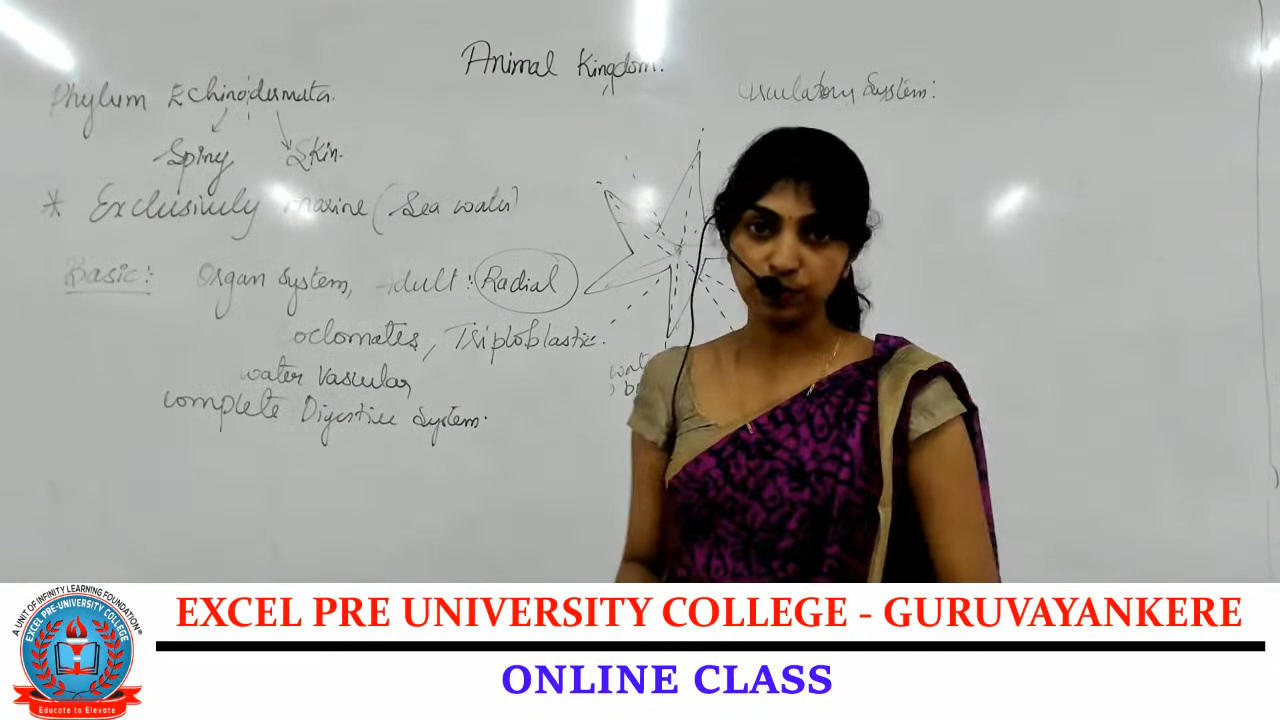 Animal Kingdom.
Phylum Echinodermata.
Spiny Skin.
* Exclusively marine (Sea water)
Basic: Organ system, Adult: Radial
oelomates, Triploblastic.
water Vascular,
complete Digestive System.
culatory System:
A UNIT OF INFINITY LEARNING FOUNDATION®
EXCEL PRE-UNIVERSITY COLLEGE
Educate to Elevate
EXCEL PRE UNIVERSITY COLLEGE - GURUVAYANKERE
ONLINE CLASS